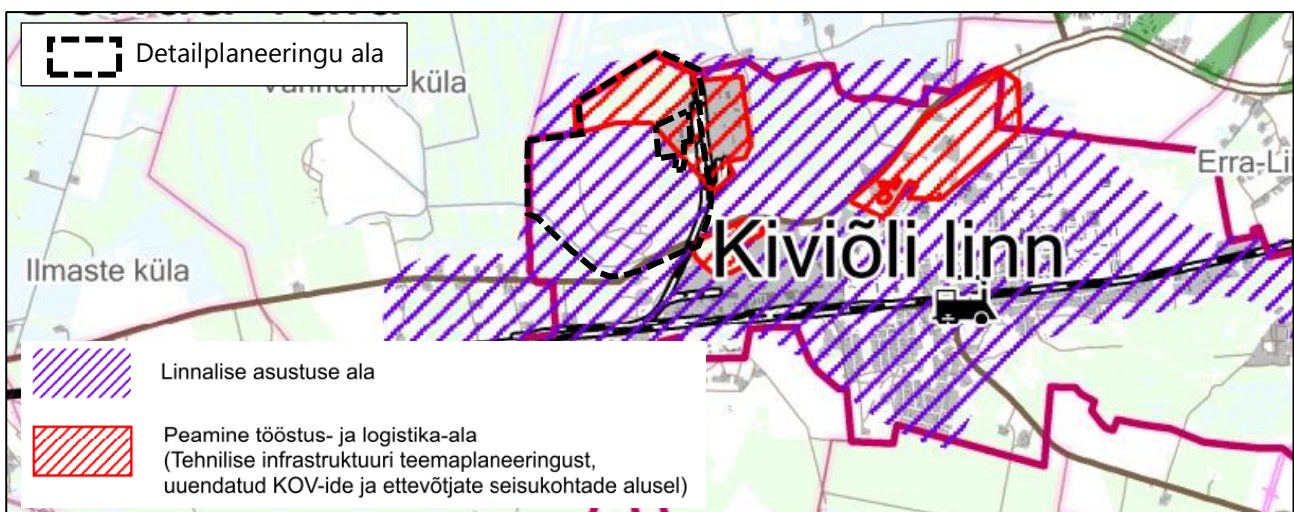 Detailplaneeringu ala
küla
Erra-Li
Kiviõli linn
Ilmaste küla
Linnalise asustuse ala
Peamine tööstus- ja logistika-ala
(Tehnilise infrastruktuuri teemaplaneeringust,
uuendatud KOV-ide ja ettevõtjate seisukohtade alusel)